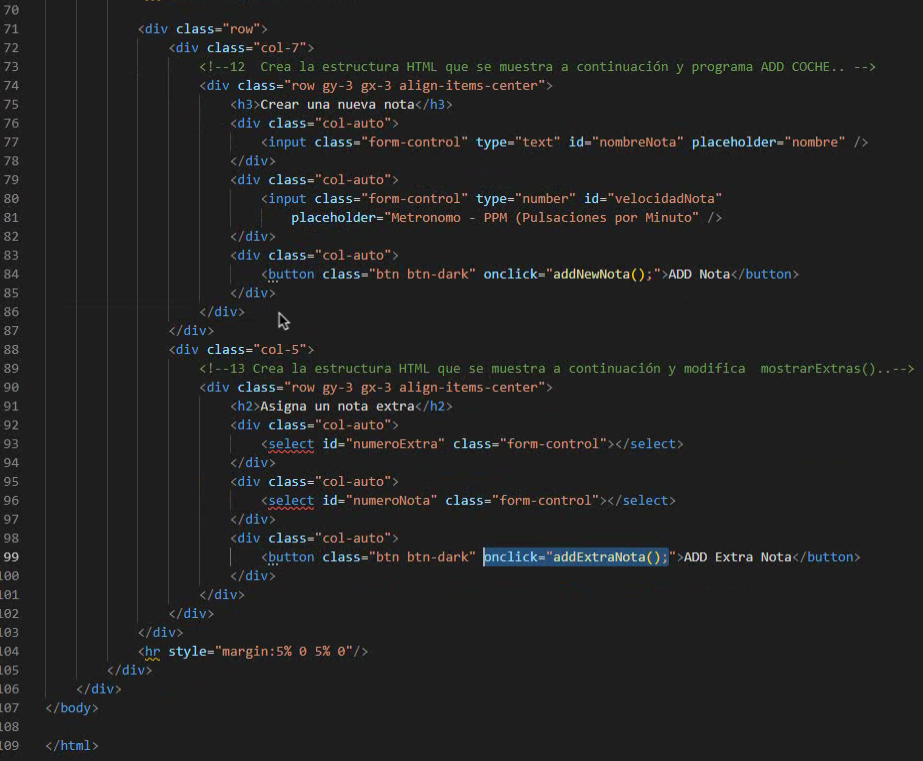 70
71 <div class="row">
72 <div class="col-7">
73 <!--12  Crea la estructura HTML que se muestra a continuación y programa ADD COCHE.. -->
74 <div class="row gy-3 gx-3 align-items-center">
75 <h3>Crear una nueva nota</h3>
76 <div class="col-auto">
77 <input class="form-control" type="text" id="nombreNota" placeholder="nombre" />
78 </div>
79 <div class="col-auto">
80 <input class="form-control" type="number" id="velocidadNota"
81 placeholder="Metronomo - PPM (Pulsaciones por Minuto" />
82 </div>
83 <div class="col-auto">
84 <button class="btn btn-dark" onclick="addNewNota();">ADD Nota</button>
85 </div>
86 </div>
87 </div>
88 <div class="col-5">
89 <!--13 Crea la estructura HTML que se muestra a continuación y modifica  mostrarExtras()..-->
90 <div class="row gy-3 gx-3 align-items-center">
91 <h2>Asigna un nota extra</h2>
92 <div class="col-auto">
93 <select id="numeroExtra" class="form-control"></select>
94 </div>
95 <div class="col-auto">
96 <select id="numeroNota" class="form-control"></select>
97 </div>
98 <div class="col-auto">
99 <button class="btn btn-dark" onclick="addExtraNota();">ADD Extra Nota</button>
100 </div>
101 </div>
102 </div>
103 </div>
104 <hr style="margin:5% 0 5% 0"/>
105 </div>
106 </div>
107 </body>
108
109 </html>